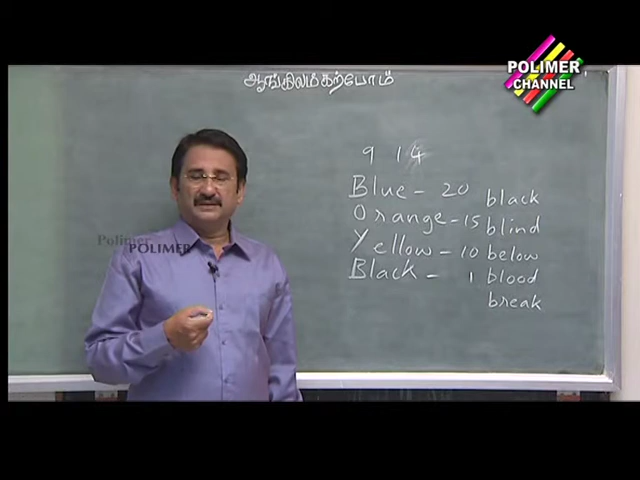 POLIMER
CHANNEL
ஆங்கிலம்கற்போம்
9 14
Blue - 20 black
Orange - 15 blind
Yellow - 10 below
Black - 1 blood
break
Polimer
POLIMER